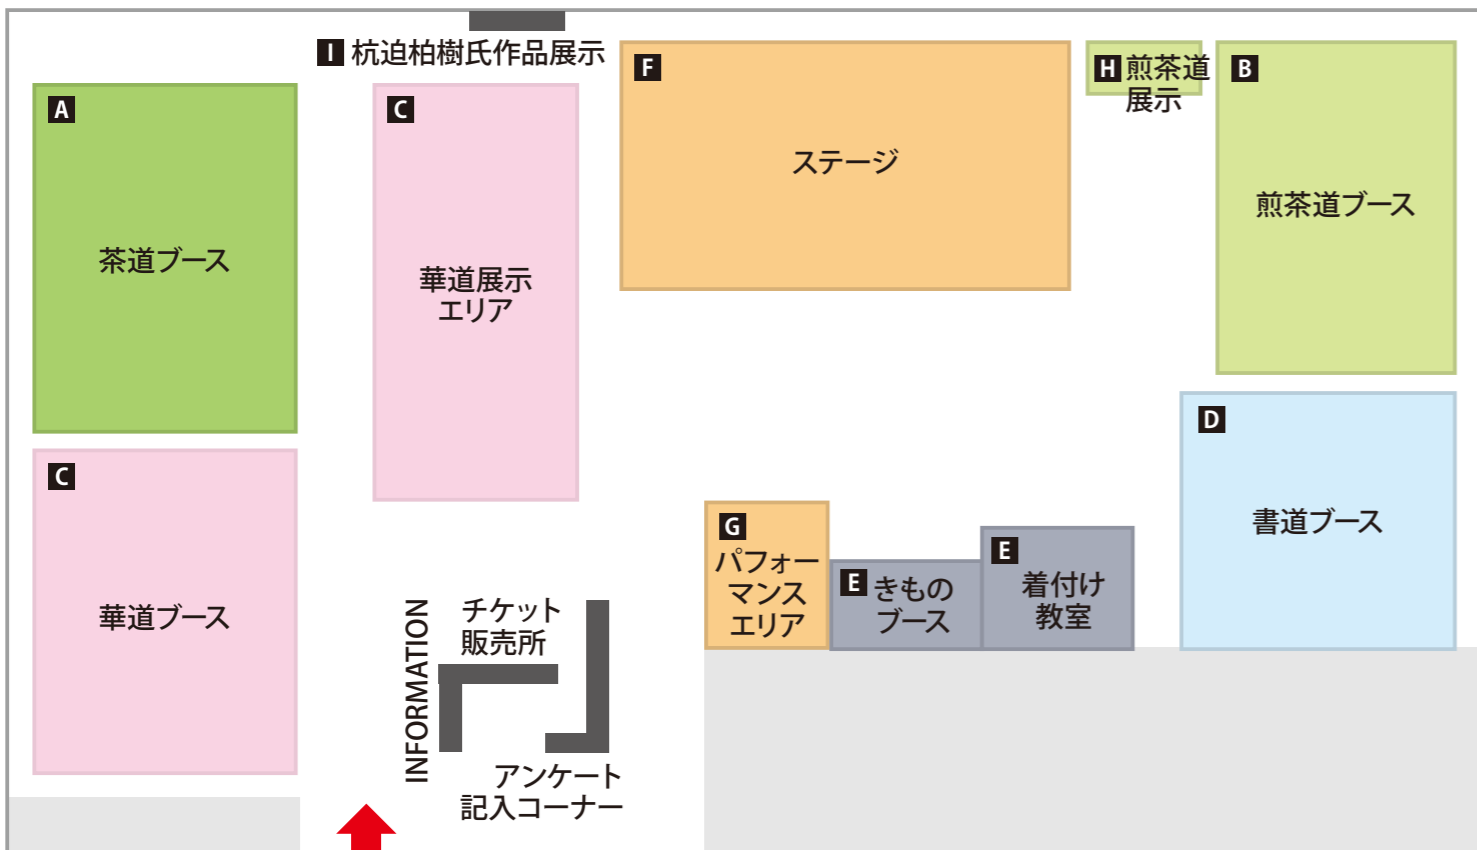 I 杭迫柏樹氏作品展示
A
茶道ブース
C
華道展示
エリア
F
ステージ
H 煎茶道
展示
B
煎茶道ブース
C
華道ブース
D
書道ブース
G
パフォー
マンス
エリア
E きもの
ブース
E
着付け
教室
INFORMATION
チケット
販売所
アンケート
記入コーナー